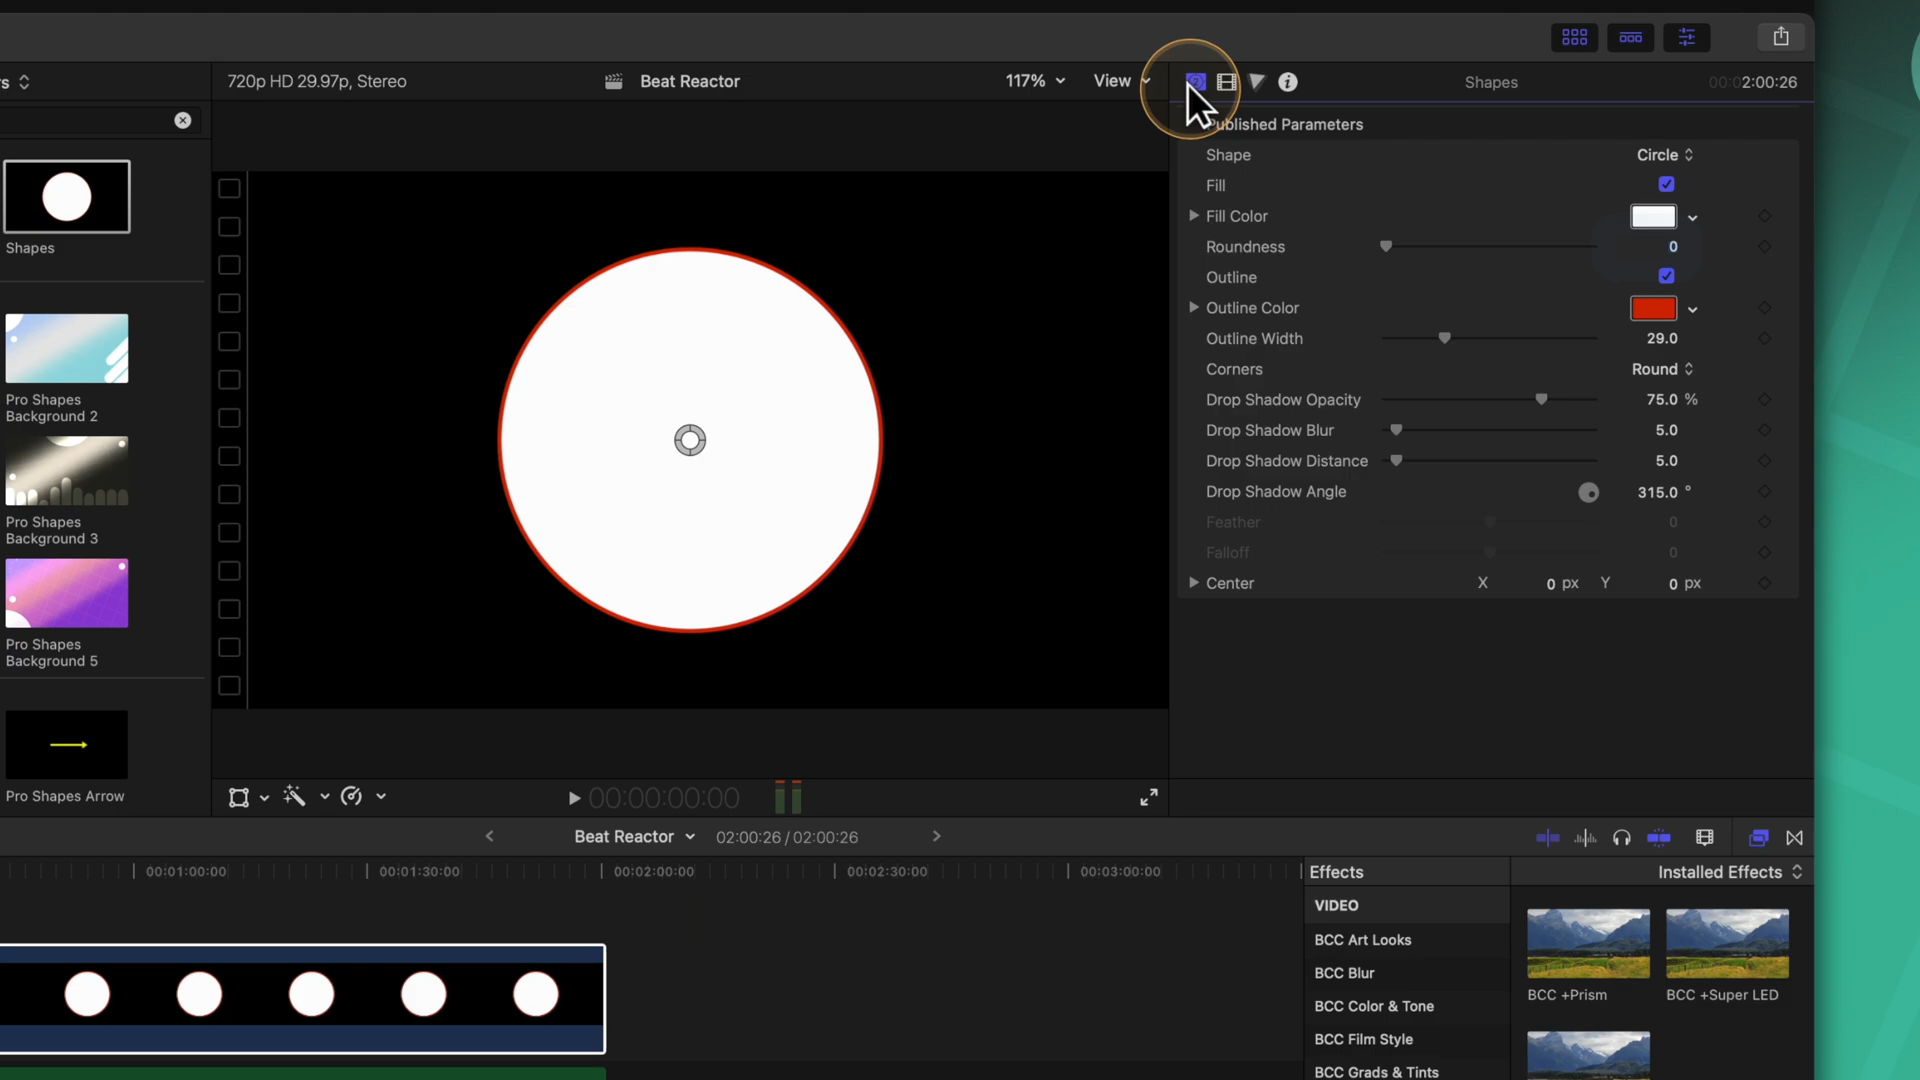 s
720p HD 29.97p, Stereo
Beat Reactor
117%
View
Shapes
00:02:00:26
Published Parameters
Shape
Circle
Fill
Fill Color
Roundness
0
Outline
Outline Color
Outline Width
29.0
Corners
Round
Drop Shadow Opacity
75.0 %
Drop Shadow Blur
5.0
Drop Shadow Distance
5.0
Drop Shadow Angle
315.0 °
Feather
0
Falloff
0
Center
X 0 px Y 0 px
Shapes
Pro Shapes
Background 2
Pro Shapes
Background 3
Pro Shapes
Background 5
Pro Shapes Arrow
00:00:00:00
Beat Reactor
02:00:26 / 02:00:26
00:01:00:00
00:01:30:00
00:02:00:00
00:02:30:00
00:03:00:00
Effects
Installed Effects
VIDEO
BCC Art Looks
BCC Blur
BCC Color & Tone
BCC Film Style
BCC Grads & Tints
BCC +Prism
BCC +Super LED